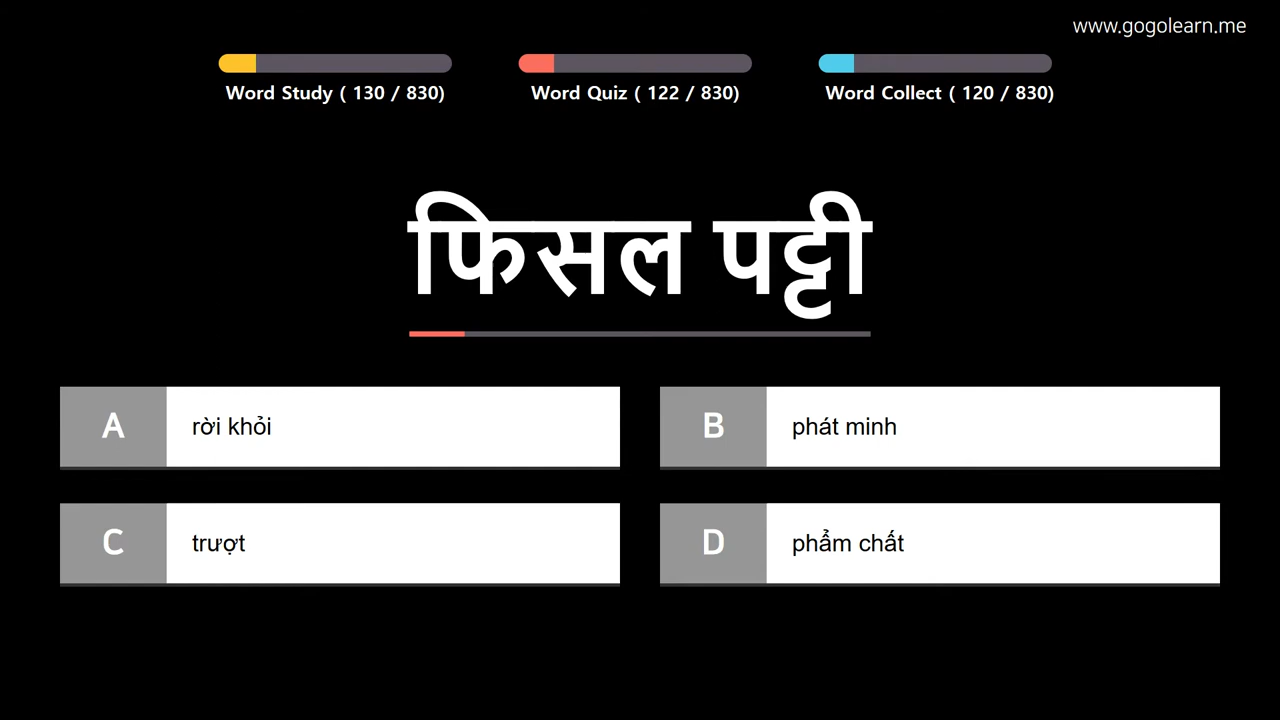 www.gogolearn.me
Word Study ( 130 / 830)
Word Quiz ( 122 / 830)
Word Collect ( 120 / 830)
फिसल पट्टी
A rời khỏi
B phát minh
C trượt
D phẩm chất